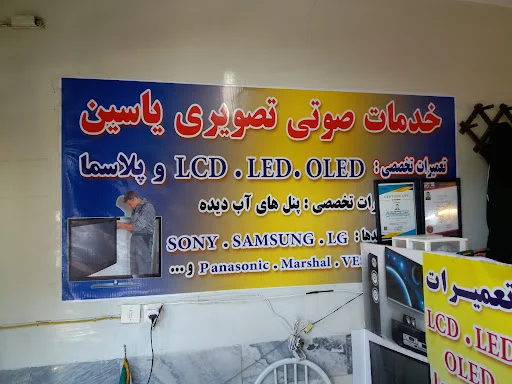 خدمات صوتی تصویری یاسین
تعمیرات تخصصی : LCD . LED. OLED و پلاسما
تخصصی : پنل های آب دیده
SONY . SAMSUNG . LG
Panasonic . Marshal . و ...
تعمیرات
LCD . LED
OLED